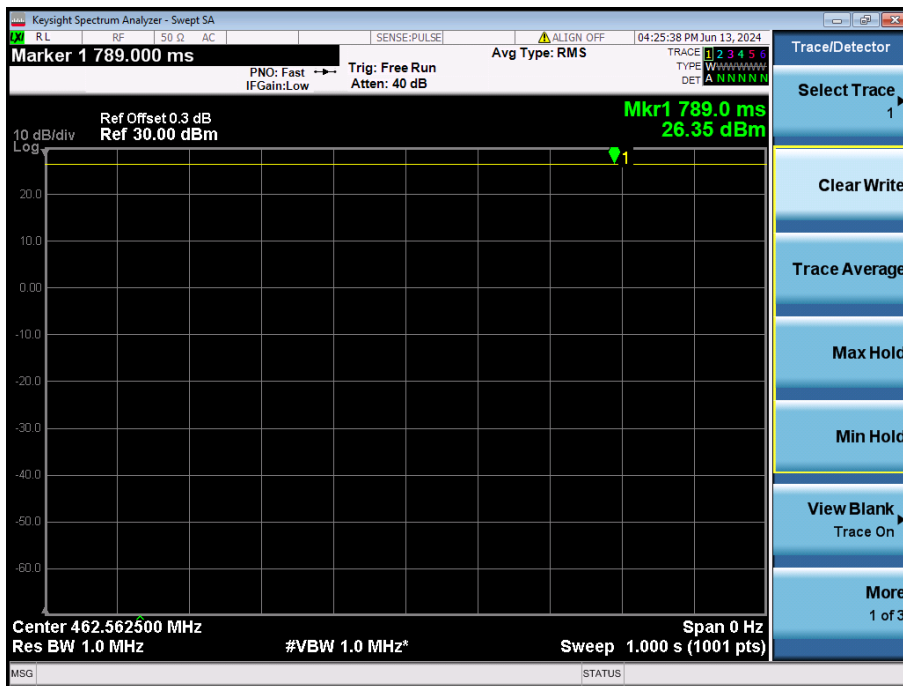 Keysight Spectrum Analyzer - Swept SA
LXI RL RF 50 Ω AC SENSE:PULSE ALIGN OFF 04:25:38 PM Jun 13, 2024
Marker 1 789.000 ms
PNO: Fast
IFGain:Low
Trig: Free Run
Atten: 40 dB
Avg Type: RMS
TRACE 1 2 3 4 5 6
TYPE WWWWWW
DET A N N N N N
Ref Offset 0.3 dB
Ref 30.00 dBm
Mkr1 789.0 ms
26.35 dBm
10 dB/div
Log
1
20.0
10.0
0.00
-10.0
-20.0
-30.0
-40.0
-50.0
-60.0
Center 462.562500 MHz
Span 0 Hz
Res BW 1.0 MHz
#VBW 1.0 MHz*
Sweep 1.000 s (1001 pts)
MSG
STATUS
Trace/Detector
Select Trace
1
Clear Write
Trace Average
Max Hold
Min Hold
View Blank
Trace On
More
1 of 3